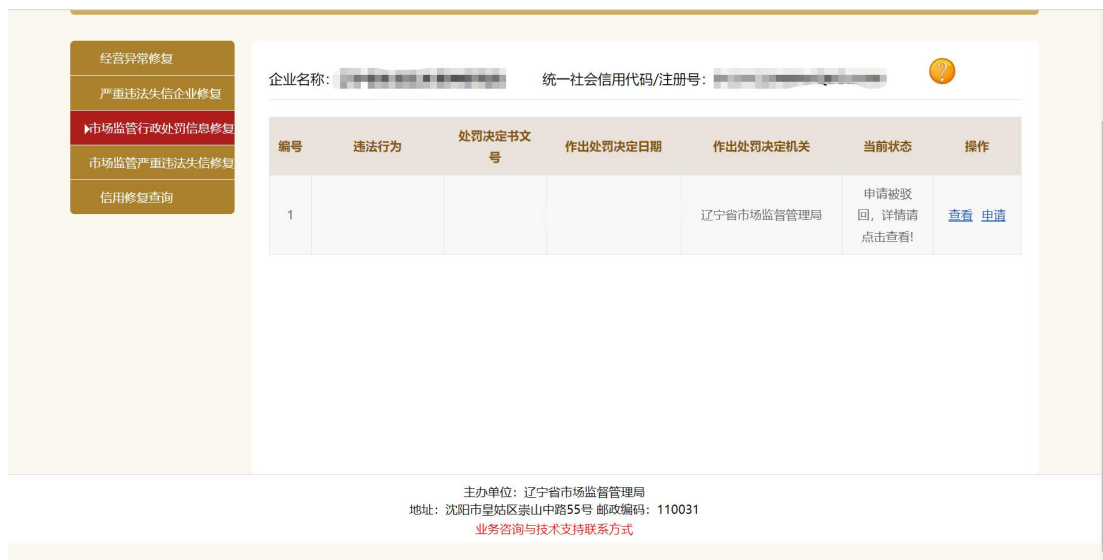 经营异常修复
严重违法失信企业修复
市场监管行政处罚信息修复
市场监管严重违法失信修复
信用修复查询
企业名称:
统一社会信用代码/注册号:
编号 违法行为 处罚决定书文号 作出处罚决定日期 作出处罚决定机关 当前状态 操作
1 辽宁省市场监督管理局 申请被驳回，详情请点击查看! 查看 申请
主办单位：辽宁省市场监督管理局
地址：沈阳市皇姑区崇山中路55号 邮政编码：110031
业务咨询与技术支持联系方式